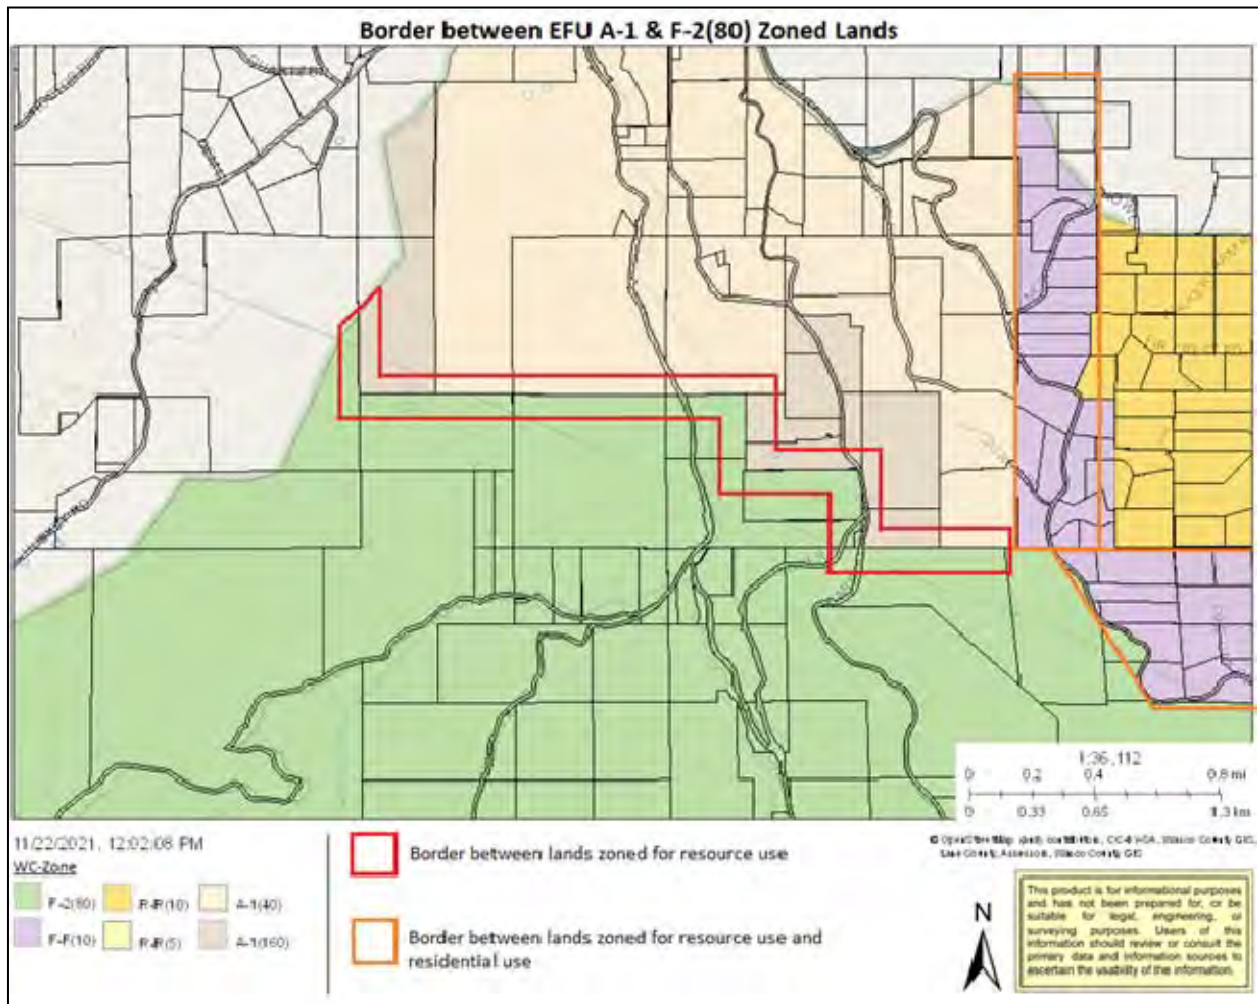 Border between EFU A-1 & F-2(80) Zoned Lands
1:36,112
0 0.2 0.4 0.8 mi
0 0.33 0.65 1.3 km
11/22/2021, 12:02:08 PM
WC-Zone
F-2(80) R-R(10) A-1(40)
F-F(10) R-R(5) A-1(160)
Border between lands zoned for resource use
Border between lands zoned for resource use and
residential use
N
This product is for informational purposes
and has not been prepared for, or be
suitable for legal, engineering, or
surveying purposes. Users of this
information should review or consult the
primary data and information sources to
ascertain the usability of the information.